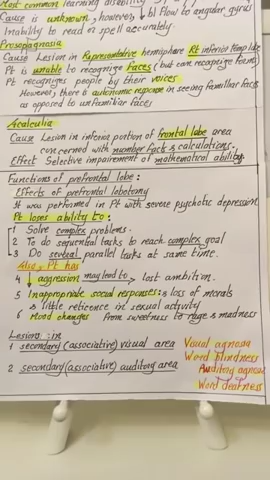 Most common learning disability
Cause is unknown, however, ↓ bl flow to angular gyrus
Inability to read or spell accurately.
Prosopagnosia
Cause Lesion in Representative hemisphere Rt inferior temp lobe
Pt is unable to recognize faces (but can recognize forms)
Pt recognizes people by their voices
However, there is autonomic response in seeing familiar faces
as opposed to unfamiliar faces
Acalculia
Cause Lesion in inferior portion of frontal lobe area
concerned with number facts & calculations.
Effect Selective impairment of mathematical ability
Functions of prefrontal lobe:
Effects of prefrontal lobotomy
It was performed in Pt with severe psychotic depression
Pt loses ability to:
1 Solve complex problems.
2 To do sequential tasks to reach complex goal
3 Do several parallel tasks at same time.
Also, Pt has
4 ↓ aggression may lead to → lost ambition.
5 Inappropriate social responses: & loss of morals
& little reticence in sexual activity
6 Mood changes From sweetness to rage & madness
Lesions in
1 secondary (associative) visual area Visual agnosia
Word blindness
2 secondary (associative) auditory area Auditory agnosia
Word deafness